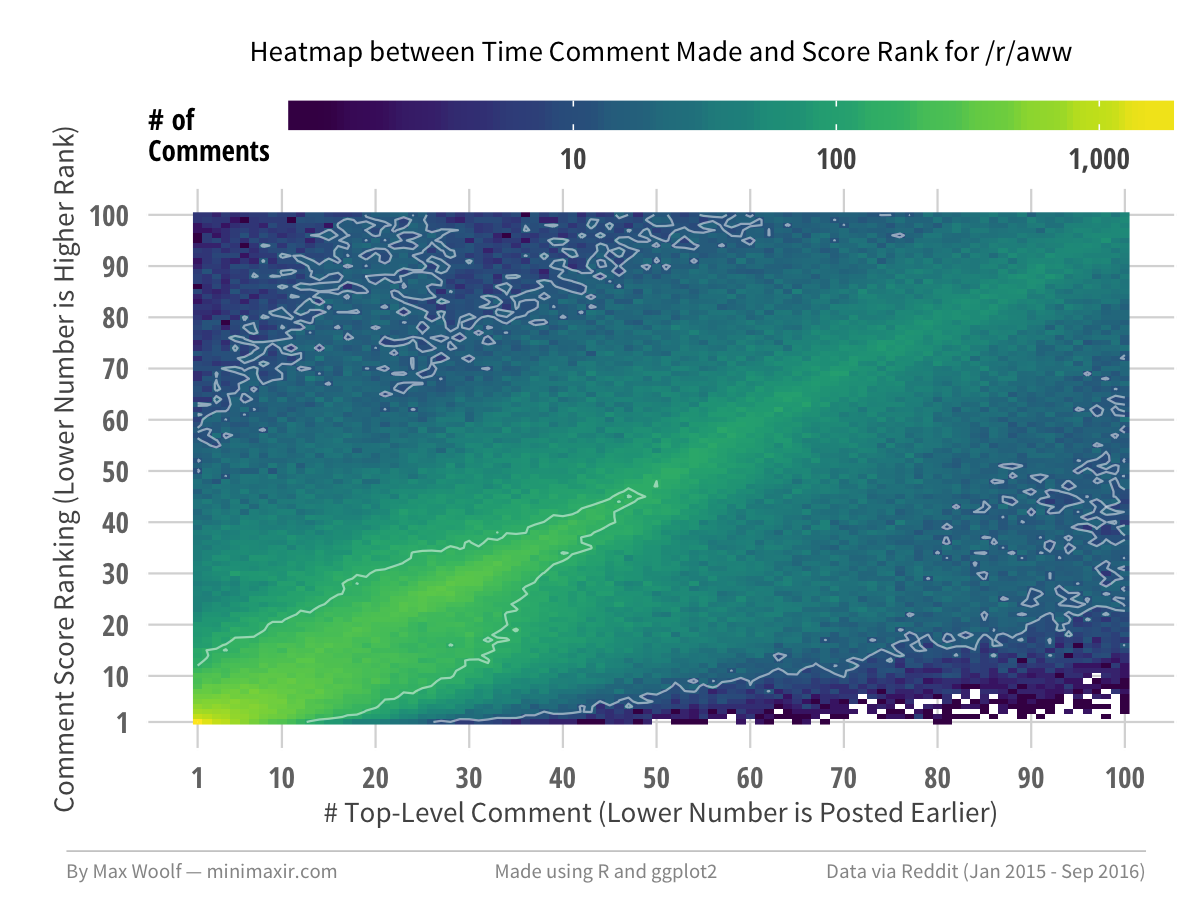 Heatmap between Time Comment Made and Score Rank for /r/aww
# of
Comments
10 100 1,000
Comment Score Ranking (Lower Number is Higher Rank)
100
90
80
70
60
50
40
30
20
10
1
1 10 20 30 40 50 60 70 80 90 100
# Top-Level Comment (Lower Number is Posted Earlier)
By Max Woolf — minimaxir.com
Made using R and ggplot2
Data via Reddit (Jan 2015 - Sep 2016)